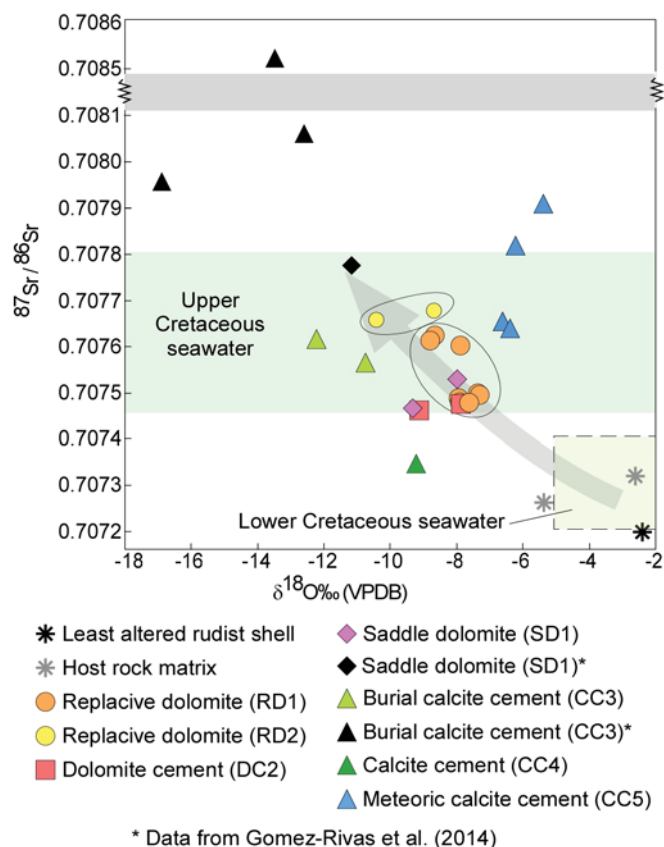 0.7086
0.7085
0.7081
0.7080
0.7079
0.7078
0.7077
0.7076
0.7075
0.7074
0.7073
0.7072
87Sr/86Sr
Upper
Cretaceous
seawater
Lower Cretaceous seawater
-18 -16 -14 -12 -10 -8 -6 -4 -2
δ18O‰(VPDB)
Least altered rudist shell
Host rock matrix
Replacive dolomite (RD1)
Replacive dolomite (RD2)
Dolomite cement (DC2)
Saddle dolomite (SD1)
Saddle dolomite (SD1)*
Burial calcite cement (CC3)
Burial calcite cement (CC3)*
Calcite cement (CC4)
Meteoric calcite cement (CC5)
* Data from Gomez-Rivas et al. (2014)